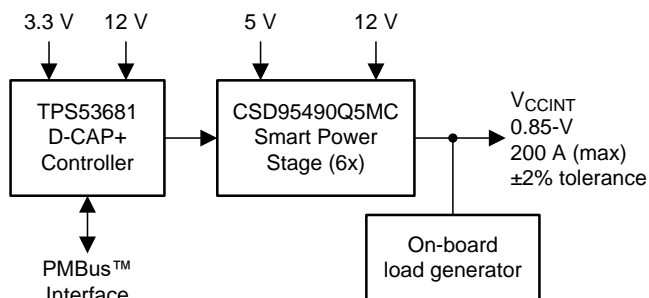 3.3 V
12 V
5 V
12 V
TPS53681
D-CAP+
Controller
CSD95490Q5MC
Smart Power
Stage (6x)
VCCINT
0.85-V
200 A (max)
±2% tolerance
On-board
load generator
PMBus™
Interface